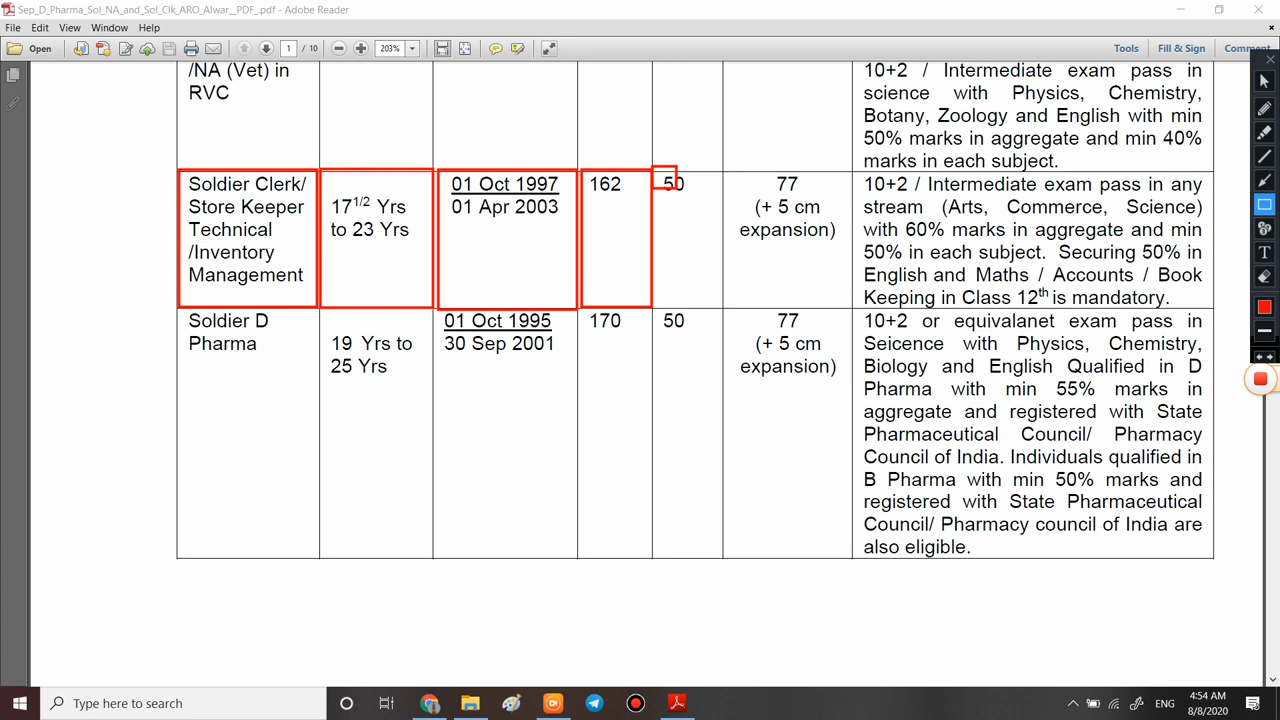 Sep_D_Pharma_Sol_NA_and_Sol_Clk_ARO_Alwar__PDF_.pdf - Adobe Reader
File Edit View Window Help
Open 1 / 10 203% Tools Fill & Sign Comment
/NA (Vet) in
RVC
10+2 / Intermediate exam pass in
science with Physics, Chemistry,
Botany, Zoology and English with min
50% marks in aggregate and min 40%
marks in each subject.
Soldier Clerk/
Store Keeper
Technical
/Inventory
Management
17 1/2 Yrs
to 23 Yrs
01 Oct 1997
01 Apr 2003
162
50
77
(+ 5 cm
expansion)
10+2 / Intermediate exam pass in any
stream (Arts, Commerce, Science)
with 60% marks in aggregate and min
50% in each subject. Securing 50% in
English and Maths / Accounts / Book
Keeping in Class 12th is mandatory.
Soldier D
Pharma
19 Yrs to
25 Yrs
01 Oct 1995
30 Sep 2001
170
50
77
(+ 5 cm
expansion)
10+2 or equivalanet exam pass in
Seicence with Physics, Chemistry,
Biology and English Qualified in D
Pharma with min 55% marks in
aggregate and registered with State
Pharmaceutical Council/ Pharmacy
Council of India. Individuals qualified in
B Pharma with min 50% marks and
registered with State Pharmaceutical
Council/ Pharmacy council of India are
also eligible.
Type here to search
ENG
4:54 AM
8/8/2020